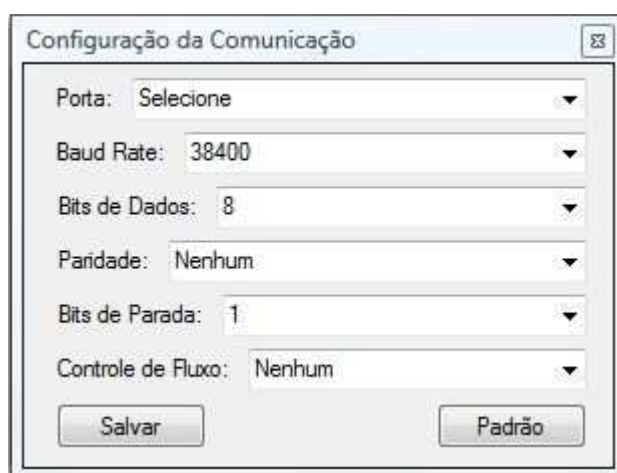 Configuração da Comunicação
Porta: Selecione
Baud Rate: 38400
Bits de Dados: 8
Paridade: Nenhum
Bits de Parada: 1
Controle de Fluxo: Nenhum
Salvar Padrão